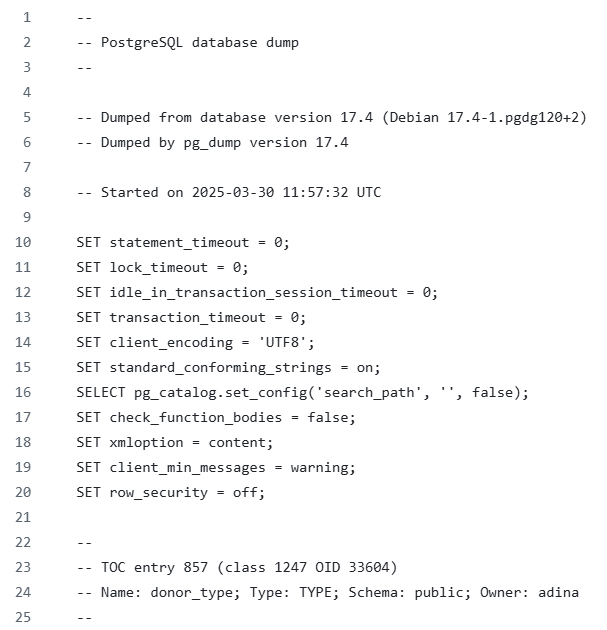 1 --
2 -- PostgreSQL database dump
3 --
4
5 -- Dumped from database version 17.4 (Debian 17.4-1.pgdg120+2)
6 -- Dumped by pg_dump version 17.4
7
8 -- Started on 2025-03-30 11:57:32 UTC
9
10 SET statement_timeout = 0;
11 SET lock_timeout = 0;
12 SET idle_in_transaction_session_timeout = 0;
13 SET transaction_timeout = 0;
14 SET client_encoding = 'UTF8';
15 SET standard_conforming_strings = on;
16 SELECT pg_catalog.set_config('search_path', '', false);
17 SET check_function_bodies = false;
18 SET xmloption = content;
19 SET client_min_messages = warning;
20 SET row_security = off;
21
22 --
23 -- TOC entry 857 (class 1247 OID 33604)
24 -- Name: donor_type; Type: TYPE; Schema: public; Owner: adina
25 --